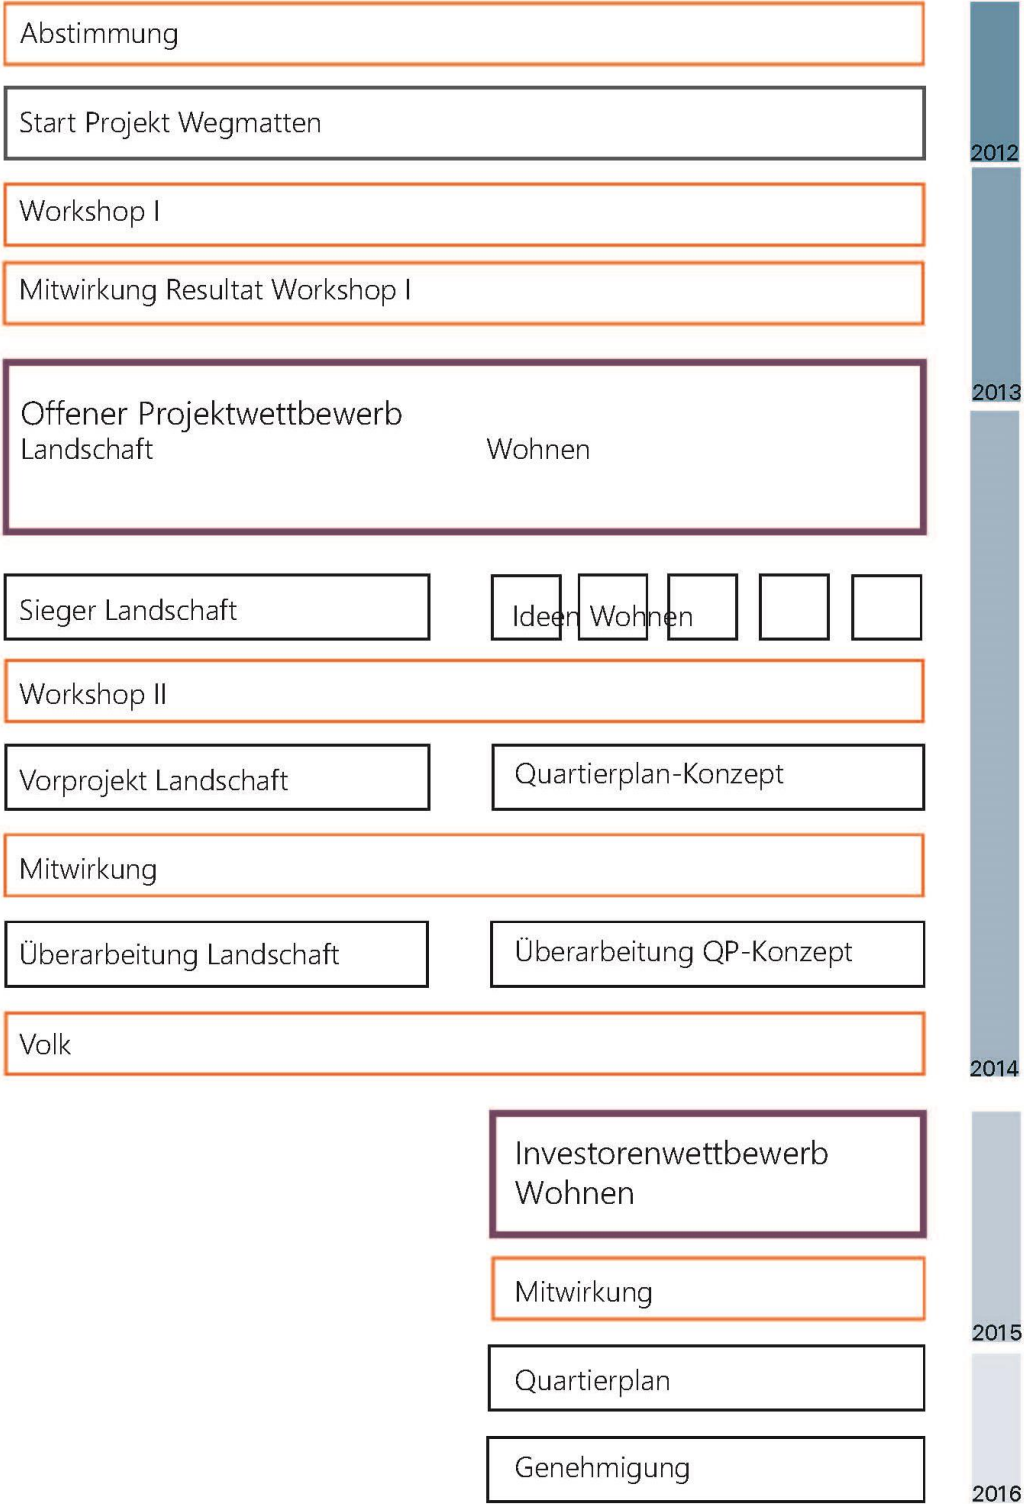 Abstimmung
Start Projekt Wegmatten
2012
Workshop I
Mitwirkung Resultat Workshop I
2013
Offener Projektwettbewerb
Landschaft Wohnen
Sieger Landschaft Ideen Wohnen
Workshop II
Vorprojekt Landschaft Quartierplan-Konzept
Mitwirkung
Überarbeitung Landschaft Überarbeitung QP-Konzept
Volk
2014
Investorenwettbewerb
Wohnen
Mitwirkung
2015
Quartierplan
Genehmigung
2016